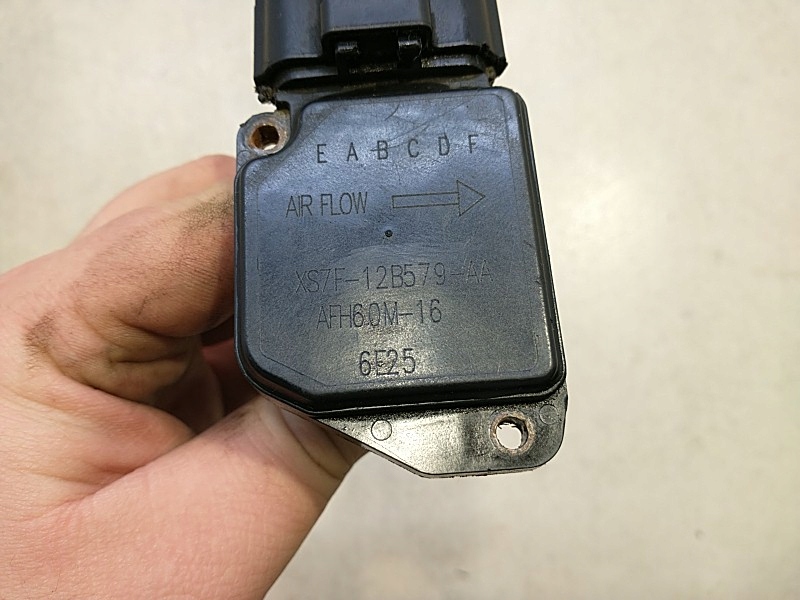 E A B C D F
AIR FLOW
XS7F-12B579-AA
AFH60M-16
6E25